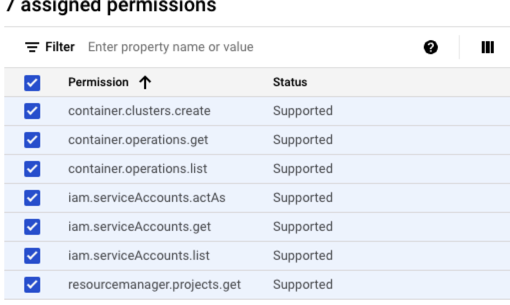 7 assigned permissions
Filter Enter property name or value
Permission Status
container.clusters.create Supported
container.operations.get Supported
container.operations.list Supported
iam.serviceAccounts.actAs Supported
iam.serviceAccounts.get Supported
iam.serviceAccounts.list Supported
resourcemanager.projects.get Supported